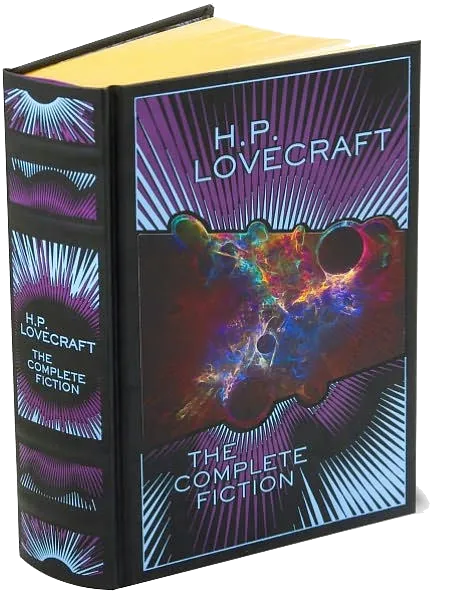 H.P.
LOVECRAFT
THE
COMPLETE
FICTION
H.P.
LOVECRAFT
THE
COMPLETE
FICTION